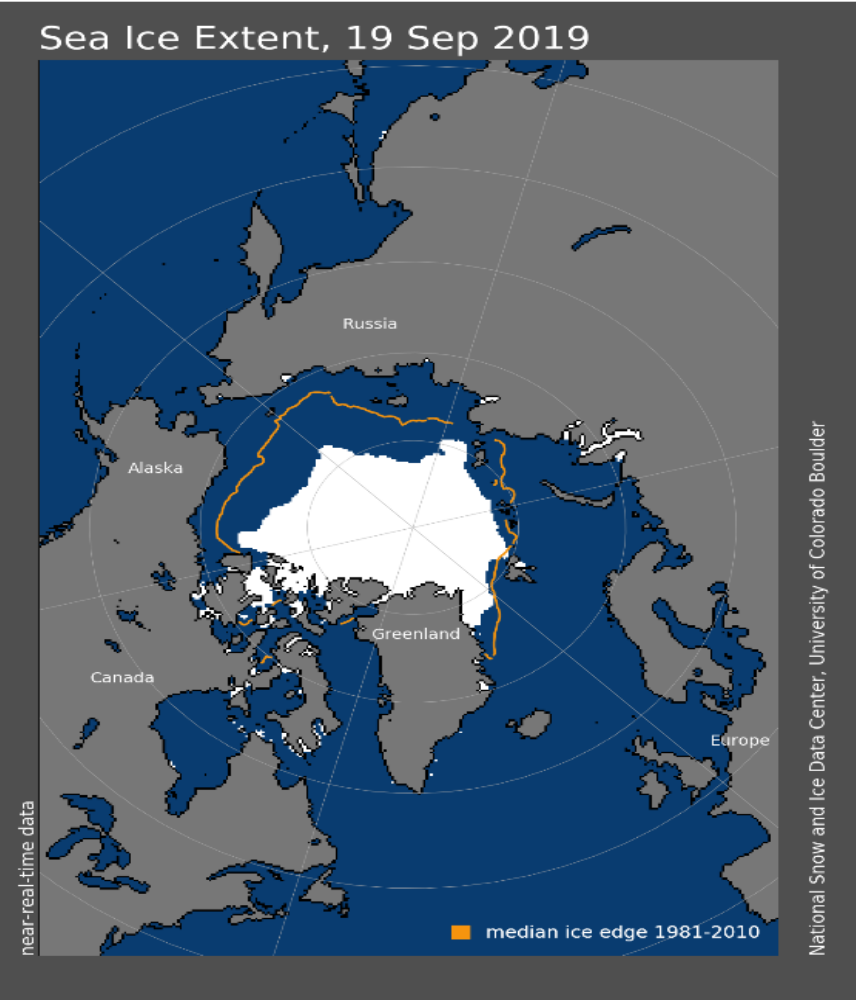 Sea Ice Extent, 19 Sep 2019
Russia
Alaska
Greenland
Canada
Europe
median ice edge 1981-2010
near-real-time data
National Snow and Ice Data Center, University of Colorado Boulder